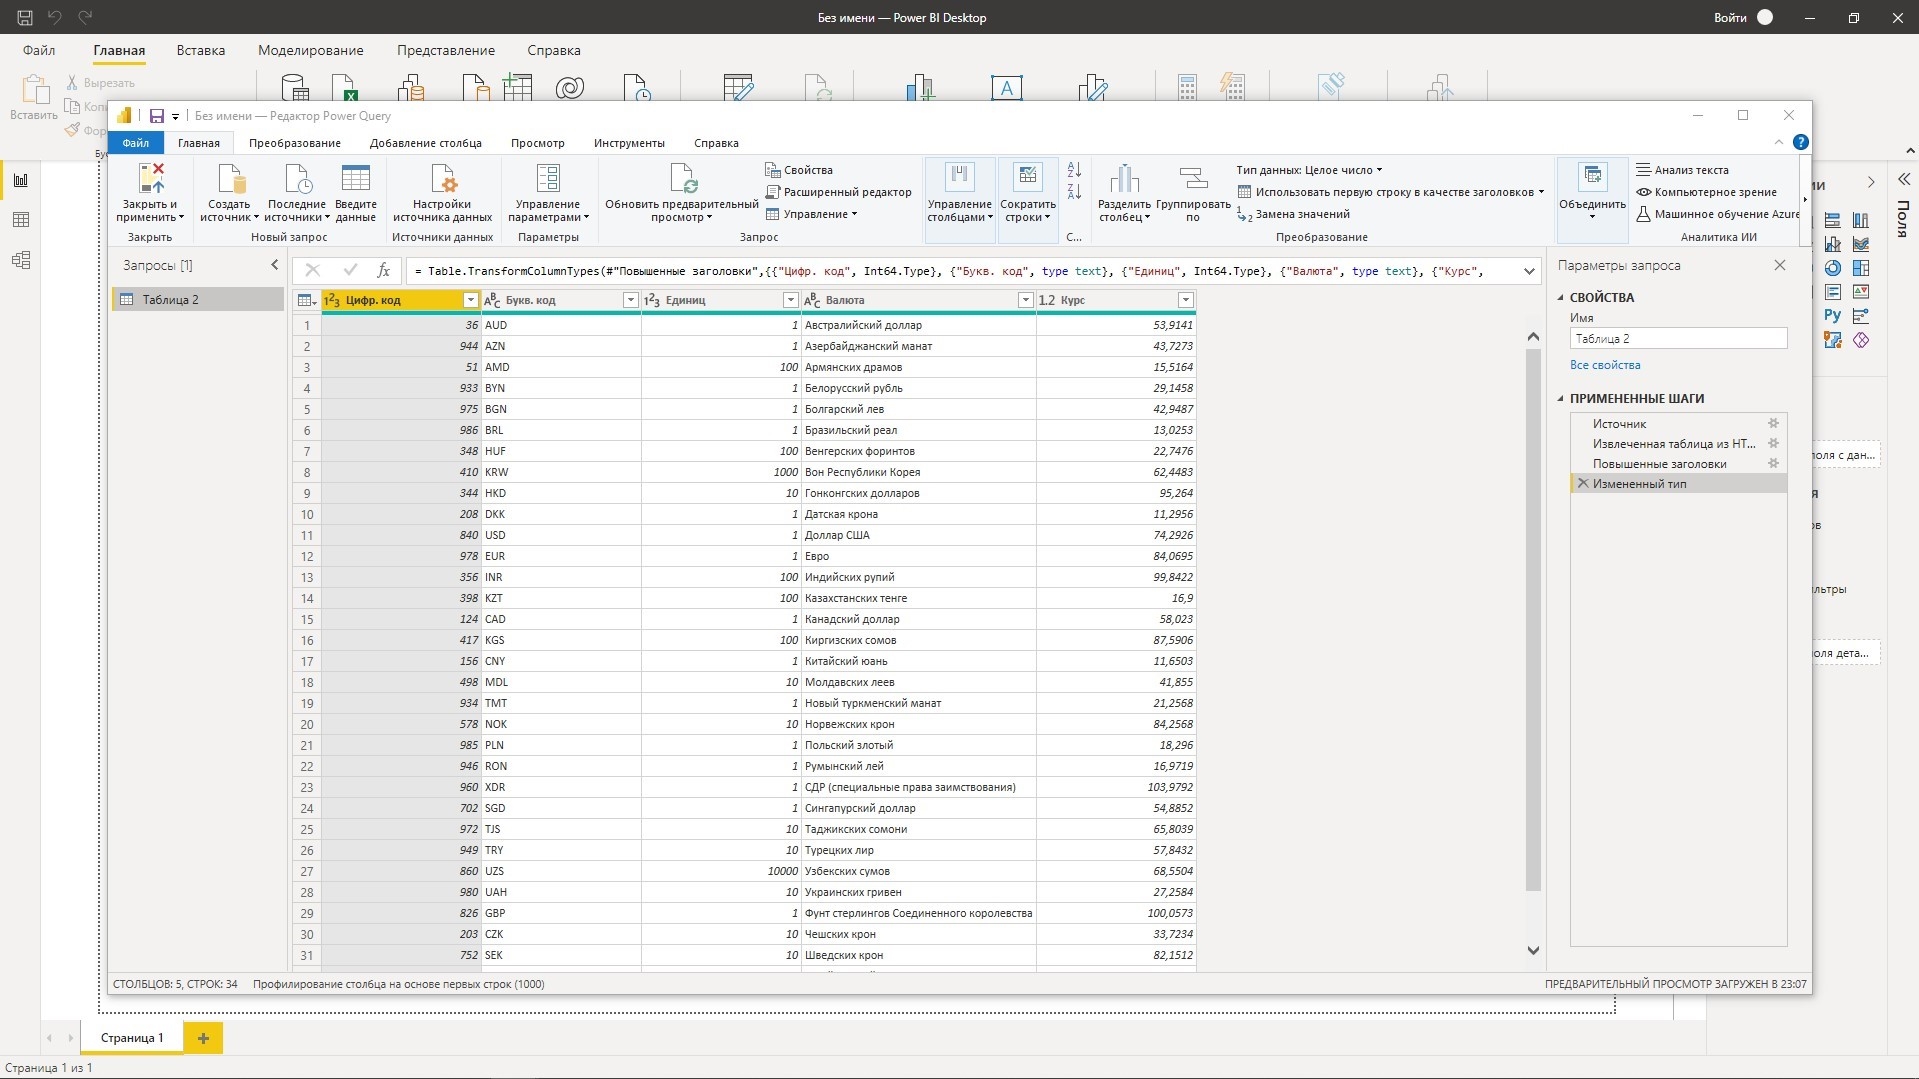 Без имени — Power BI Desktop
Войти
Файл
Главная
Вставка
Моделирование
Представление
Справка
Вставить
Вырезать
Без имени — Редактор Power Query
Файл
Главная
Преобразование
Добавление столбца
Просмотр
Инструменты
Справка
Закрыть и применить
Закрыть
Создать источник
Последние источники
Введите данные
Новый запрос
Настройки источника данных
Источники данных
Управление параметрами
Параметры
Обновить предварительный просмотр
Свойства
Расширенный редактор
Управление
Запрос
Управление столбцами
Сократить строки
С...
Разделить столбец
Группировать по
Тип данных: Целое число
Использовать первую строку в качестве заголовков
Замена значений
Преобразование
Объединить
Анализ текста
Компьютерное зрение
Машинное обучение Azure
Аналитика ИИ
Поля
Запросы [1]
Таблица 2
fx
= Table.TransformColumnTypes(#"Повышенные заголовки",{{"Цифр. код", Int64.Type}, {"Букв. код", type text}, {"Единиц", Int64.Type}, {"Валюта", type text}, {"Курс",
Цифр. код Букв. код Единиц Валюта 1.2 Курс
1 36 AUD 1 Австралийский доллар 53,9141
2 944 AZN 1 Азербайджанский манат 43,7273
3 51 AMD 100 Армянских драмов 15,5164
4 933 BYN 1 Белорусский рубль 29,1458
5 975 BGN 1 Болгарский лев 42,9487
6 986 BRL 1 Бразильский реал 13,0253
7 348 HUF 100 Венгерских форинтов 22,7476
8 410 KRW 1000 Вон Республики Корея 62,4483
9 344 HKD 10 Гонконгских долларов 95,264
10 208 DKK 1 Датская крона 11,2956
11 840 USD 1 Доллар США 74,2926
12 978 EUR 1 Евро 84,0695
13 356 INR 100 Индийских рупий 99,8422
14 398 KZT 100 Казахстанских тенге 16,9
15 124 CAD 1 Канадский доллар 58,023
16 417 KGS 100 Киргизских сомов 87,5906
17 156 CNY 1 Китайский юань 11,6503
18 498 MDL 10 Молдавских леев 41,855
19 934 TMT 1 Новый туркменский манат 21,2568
20 578 NOK 10 Норвежских крон 84,2568
21 985 PLN 1 Польский злотый 18,296
22 946 RON 1 Румынский лей 16,9719
23 960 XDR 1 СДР (специальные права заимствования) 103,9792
24 702 SGD 1 Сингапурский доллар 54,8852
25 972 TJS 10 Таджикских сомони 65,8039
26 949 TRY 10 Турецких лир 57,8432
27 860 UZS 10000 Узбекских сумов 68,5504
28 980 UAH 10 Украинских гривен 27,2584
29 826 GBP 1 Фунт стерлингов Соединенного королевства 100,0573
30 203 CZK 10 Чешских крон 33,7234
31 752 SEK 10 Шведских крон 82,1512
Параметры запроса
СВОЙСТВА
Имя
Таблица 2
Все свойства
ПРИМЕНЕННЫЕ ШАГИ
Источник
Извлеченная таблица из HT...
Повышенные заголовки
Измененный тип
Py
СТОЛБЦОВ: 5, СТРОК: 34
Профилирование столбца на основе первых строк (1000)
ПРЕДВАРИТЕЛЬНЫЙ ПРОСМОТР ЗАГРУЖЕН В 23:07
Страница 1
Страница 1 из 1